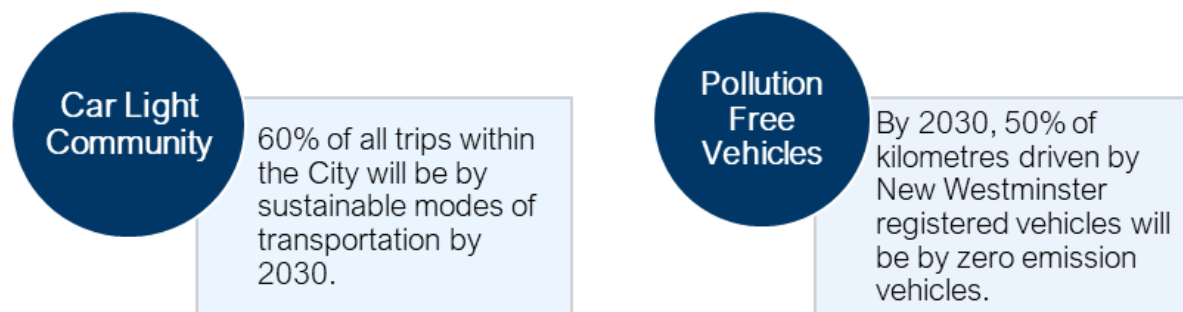 Car Light
Community
60% of all trips within
the City will be by
sustainable modes of
transportation by
2030.
Pollution
Free
Vehicles
By 2030, 50% of
kilometres driven by
New Westminster
registered vehicles will
be by zero emission
vehicles.